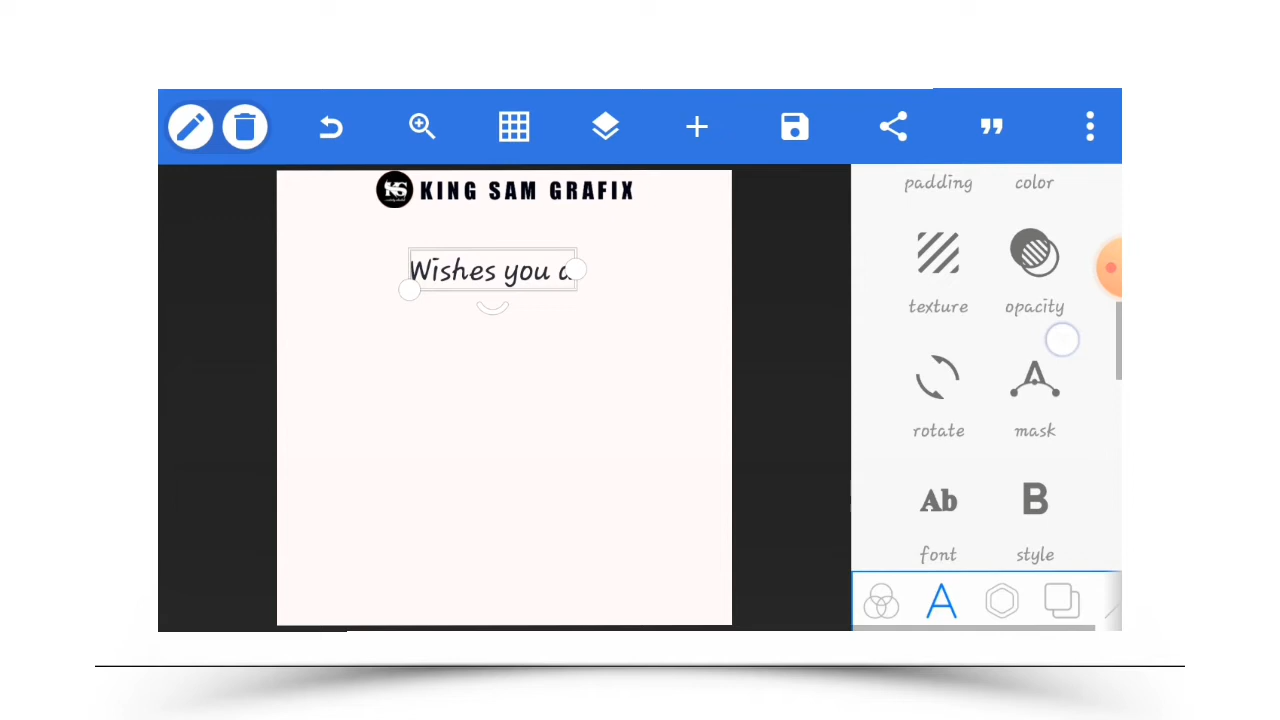 KING SAM GRAFIX
Wishes you a
padding color
texture opacity
rotate mask
Ab B
font style
A